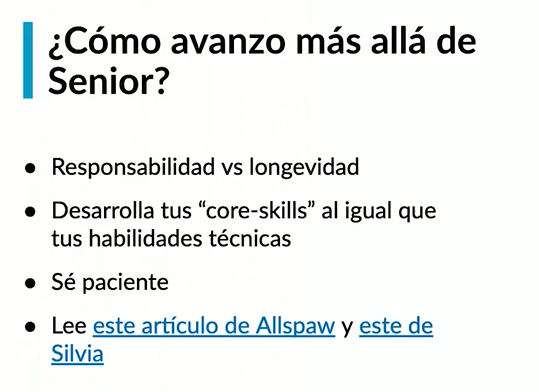 ¿Cómo avanzo más allá de
Senior?
● Responsabilidad vs longevidad
● Desarrolla tus “core-skills” al igual que
tus habilidades técnicas
● Sé paciente
● Lee este artículo de Allspaw y este de
Silvia